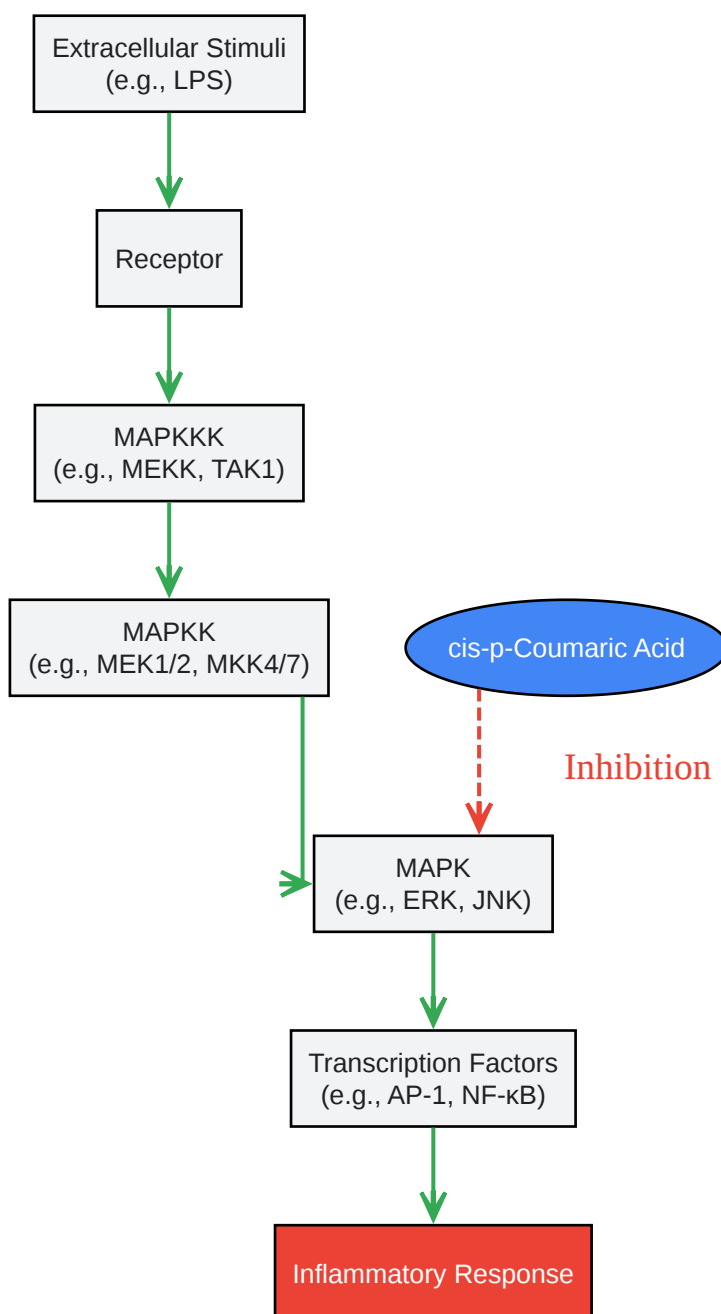 Extracellular Stimuli
(e.g., LPS)
Receptor
MAPKKK
(e.g., MEKK, TAK1)
MAPKK
(e.g., MEK1/2, MKK4/7)
cis-p-Coumaric Acid
Inhibition
MAPK
(e.g., ERK, JNK)
Transcription Factors
(e.g., AP-1, NF-κB)
Inflammatory Response